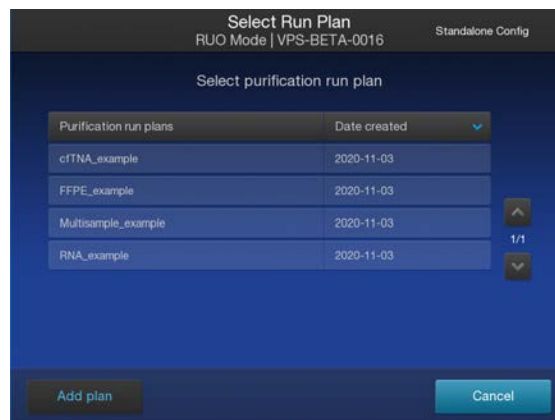 Select Run Plan
RUO Mode | VPS-BETA-0016
Standalone Config
Select purification run plan
Purification run plans Date created
cfTNA_example 2020-11-03
FFPE_example 2020-11-03
Multisample_example 2020-11-03
1/1
RNA_example 2020-11-03
Add plan Cancel